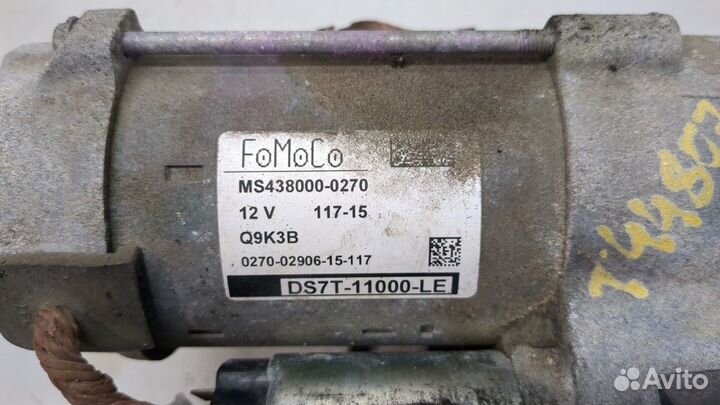 FoMoCo
MS438000-0270
12 V 117-15
Q9K3B
0270-02906-15-117
DS7T-11000-LE
Avito